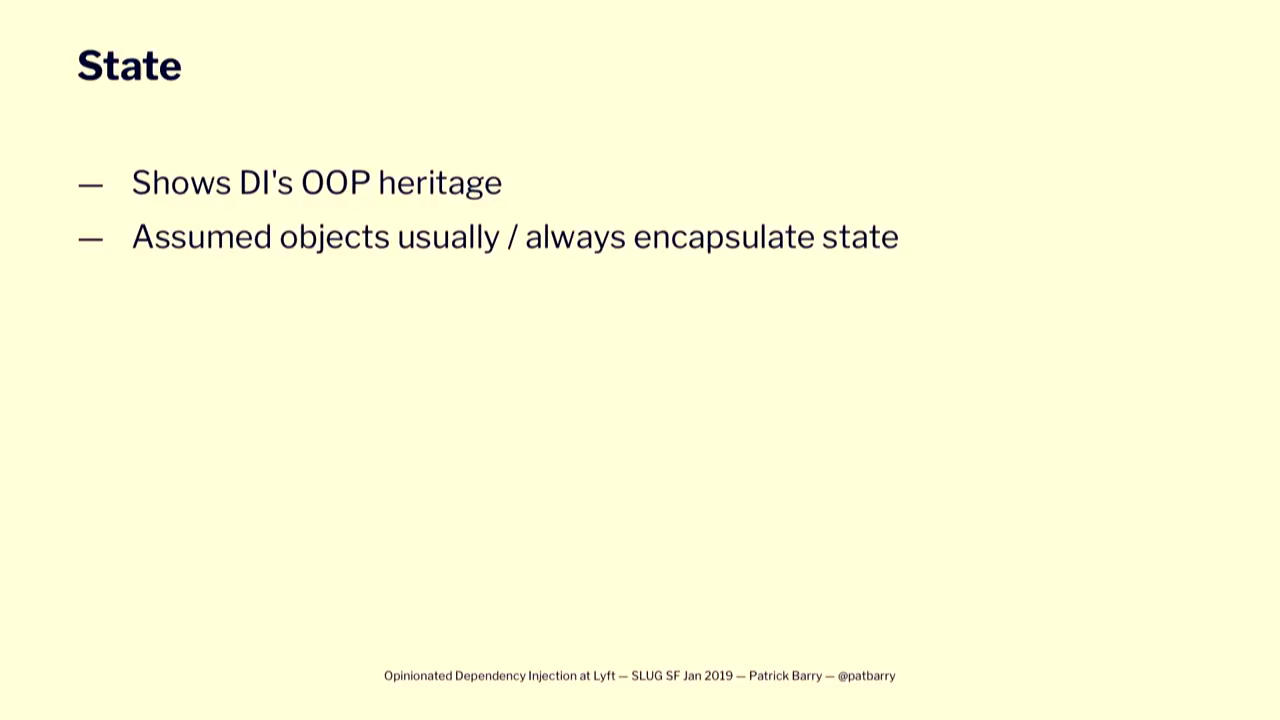 State
— Shows DI's OOP heritage
— Assumed objects usually / always encapsulate state
Opinionated Dependency Injection at Lyft — SLUG SF Jan 2019 — Patrick Barry — @patbarry